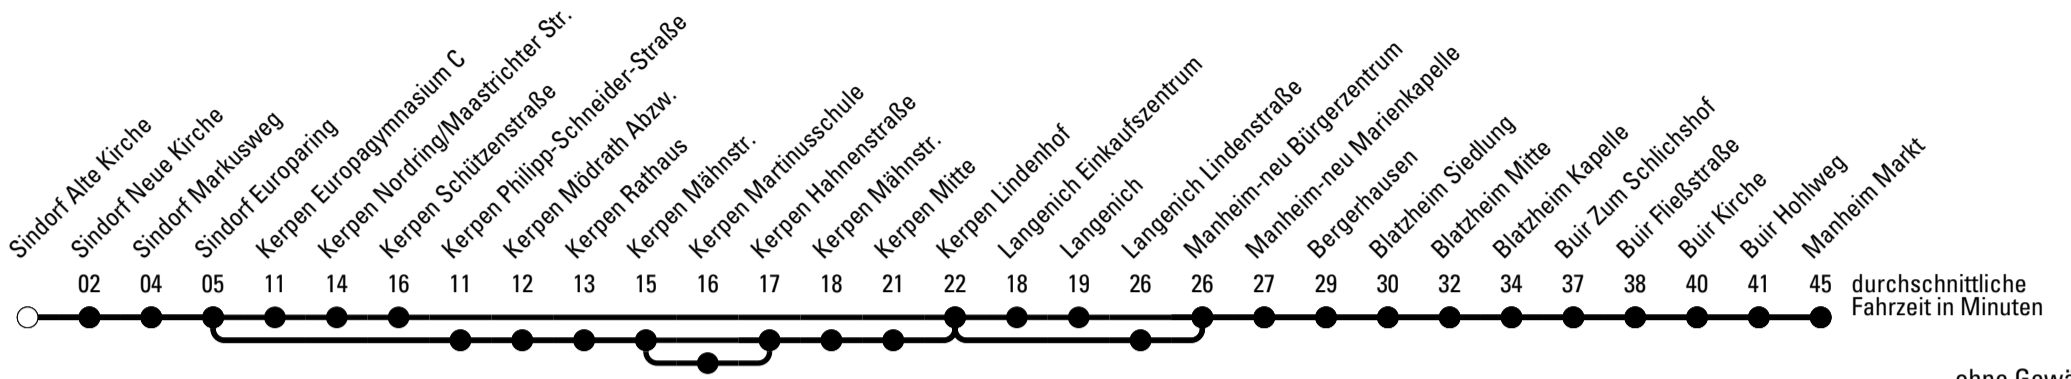 Sindorf Alte Kirche
Sindorf Neue Kirche
Sindorf Markusweg
Sindorf Europaring
Kerpen Europagymnasium C
Kerpen Nordring/Maastrichter Str.
Kerpen Schützenstraße
Kerpen Philipp-Schneider-Straße
Kerpen Mödrath Abzw.
Kerpen Rathaus
Kerpen Mähnstr.
Kerpen Martinusschule
Kerpen Hahnenstraße
Kerpen Mähnstr.
Kerpen Mitte
Kerpen Lindenhof
Langenich Einkaufszentrum
Langenich
Langenich Lindenstraße
Manheim-neu Bürgerzentrum
Manheim-neu Marienkapelle
Bergerhausen
Blatzheim Siedlung
Blatzheim Mitte
Blatzheim Kapelle
Buir Zum Schlichshof
Buir Fließstraße
Buir Kirche
Buir Hohlweg
Manheim Markt
02 04 05 11 14 16 11 12 13 15 16 17 18 21 22 18 19 26 26 27 29 30 32 34 37 38 40 41 45 durchschnittliche
Fahrzeit in Minuten
ohne